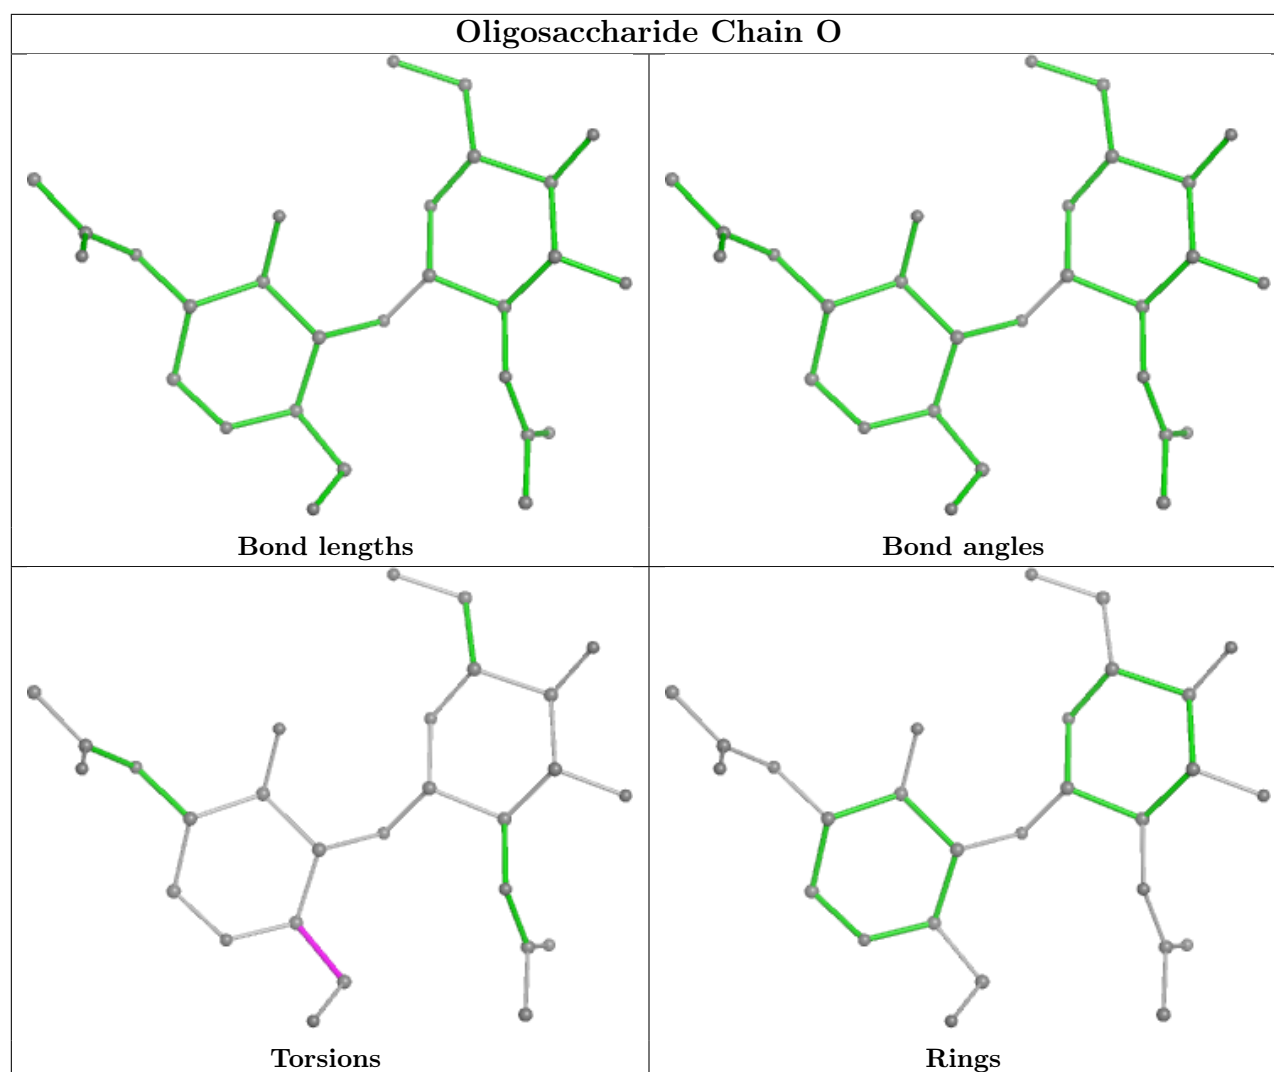 Oligosaccharide Chain O
Bond lengths
Bond angles
Torsions
Rings